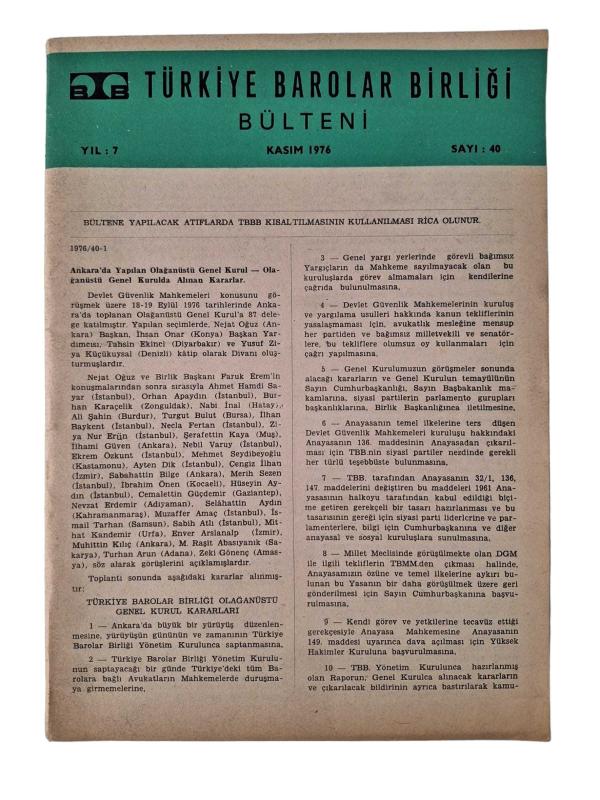 BB TÜRKİYE BAROLAR BİRLİĞİ
BÜLTENİ
YIL : 7 KASIM 1976 SAYI : 40
BÜLTENE YAPILACAK ATIFLARDA TBBB KISALTILMASININ KULLANILMASI RİCA OLUNUR.
1976/40-1
Ankara'da Yapılan Olağanüstü Genel Kurul — Ola-
ğanüstü Genel Kurulda Alınan Kararlar.
Devlet Güvenlik Mahkemeleri konusunu gö-
rüşmek üzere 18-19 Eylül 1976 tarihlerinde Anka-
ra'da toplanan Olağanüstü Genel Kurul'a 87 dele-
ge katılmıştır. Yapılan seçimlerde, Nejat Oğuz (An-
kara) Başkan, İhsan Onar (Konya) Başkan Yar-
dımcısı, Tahsin Ekinci (Diyarbakır) ve Yusuf Zi-
ya Küçükuysal (Denizli) kâtip olarak Divanı oluş-
turmuşlardır.
Nejat Oğuz ve Birlik Başkanı Faruk Erem'in
konuşmalarından sonra sırasıyla Ahmet Hamdi Sa-
yar (İstanbul), Orhan Apaydın (İstanbul), Bur-
han Karaçelik (Zonguldak), Nabi İnal (Hatay),
Ali Şahin (Burdur), Turgut Bulut (Bursa), İlhan
Baykent (İstanbul), Necla Fertan (İstanbul), Zi-
ya Nur Erün (İstanbul), Şerafettin Kaya (Muş),
İlhami Güven (Ankara), Nebil Varuy (İstanbul),
Ekrem Özkunt (İstanbul), Mehmet Seydibeyoğlu
(Kastamonu), Ayten Dik (İstanbul), Cengiz İlhan
(İzmir), Sabahattin Bilge (Ankara), Merih Sezen
(İstanbul), İbrahim Önen (Kocaeli), Hüseyin Ay-
dın (İstanbul), Cemalettin Güçdemir (Gaziantep),
Nevzat Erdemir (Adıyaman), Selâhattin Aydın
(Kahramanmaraş), Muzaffer Amaç (İstanbul), İs-
mail Tarhan (Samsun), Sabih Atlı (İstanbul), Mit-
hat Kandemir (Urfa), Enver Arslanalp (İzmir),
Muhittin Kılıç (Ankara), M. Raşit Abasıyanık (Sa-
karya), Turhan Arun (Adana), Zeki Gönenç (Amas-
ya), söz alarak görüşlerini açıklamışlardır.
Toplantı sonunda aşağıdaki kararlar alınmış-
tır:
TÜRKİYE BAROLAR BİRLİĞİ OLAĞANÜSTÜ
GENEL KURUL KARARLARI
1 — Ankara'da büyük bir yürüyüş düzenlen-
mesine, yürüyüşün gününün ve zamanının Türkiye
Barolar Birliği Yönetim Kurulunca saptanmasına,
2 — Türkiye Barolar Birliği Yönetim Kurulu-
nun saptayacağı bir günde Türkiye'deki tüm Ba-
rolara bağlı Avukatların Mahkemelerde duruşma-
ya girmemelerine,
3 — Genel yargı yerlerinde görevli bağımsız
Yargıçların da Mahkeme sayılmayacak olan bu
kuruluşlarda görev almamaları için kendilerine
çağrıda bulunulmasına,
4 — Devlet Güvenlik Mahkemelerinin kuruluş
ve yargılama usulleri hakkında kanun tekliflerinin
yasalaşmaması için, avukatlık mesleğine mensup
her partiden ve bağımsız milletvekili ve senatör-
lere, bu tekliflere olumsuz oy kullanmaları için
çağrı yapılmasına,
5 — Genel Kurulumuzun görüşmeler sonunda
alacağı kararların ve Genel Kurulun temayülünün
Sayın Cumhurbaşkanlığı, Sayın Başbakanlık ma-
kamlarına, siyasi partilerin parlamento gurupları
başkanlıklarına, Birlik Başkanlığınca iletilmesine,
6 — Anayasanın temel ilkelerine ters düşen
Devlet Güvenlik Mahkemeleri kuruluşu hakkındaki
Anayasanın 136. maddesinin Anayasadan çıkarıl-
ması için TBB.nin siyasi partiler nezdinde gerekli
her türlü teşebbüste bulunmasına,
7 — TBB. tarafından Anayasanın 32/1, 136,
147. maddelerini değiştiren bu maddeleri 1961 Ana-
yasasının halkoyu tarafından kabul edildiği biçi-
me getiren gerekçeli bir tasarı hazırlanması ve bu
tasarısının gereği için siyasi parti liderlerine ve par-
lamenterlere, bilgi için Cumhurbaşkanına ve diğer
anayasal ve sosyal kuruluşlara sunulmasına,
8 — Millet Meclisinde görüşülmekte olan DGM
ile ilgili tekliflerin TBMM.den çıkması halinde,
Anayasamızın özüne ve temel ilkelerine aykırı bu-
lunan bu Yasanın bir daha görüşülmek üzere geri
gönderilmesi için Sayın Cumhurbaşkanına başvu-
rulmasına,
9 — Kendi görev ve yetkilerine tecavüz ettiği
gerekçesiyle Anayasa Mahkemesine Anayasanın
149. maddesi uyarınca dava açılması için Yüksek
Hakimler Kuruluna başvurulmasına,
10 — TBB. Yönetim Kurulunca hazırlanmış
olan Raporun, Genel Kurulca alınacak kararların
ve çıkarılacak bildirinin ayrıca bastırılarak kamu-